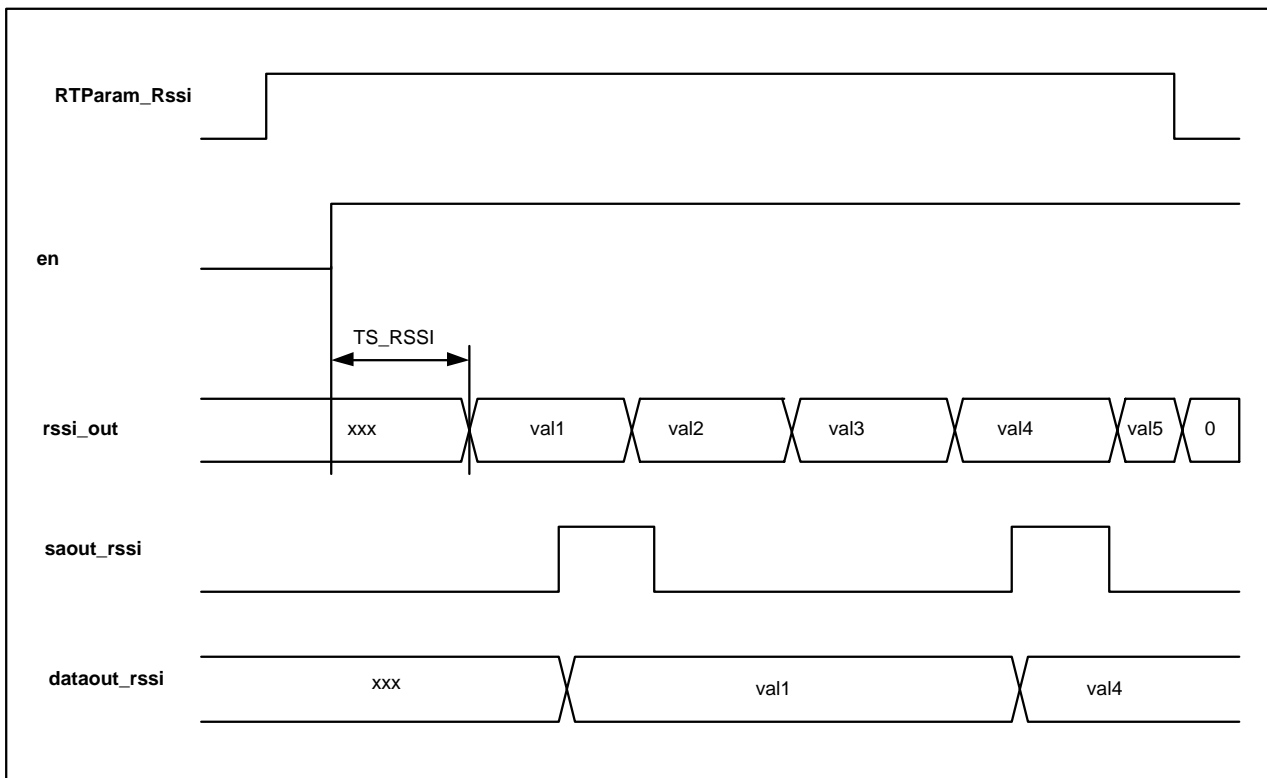 RTParam_Rssi
en
TS_RSSI
rssi_out xxx val1 val2 val3 val4 val5 0
saout_rssi
dataout_rssi xxx val1 val4